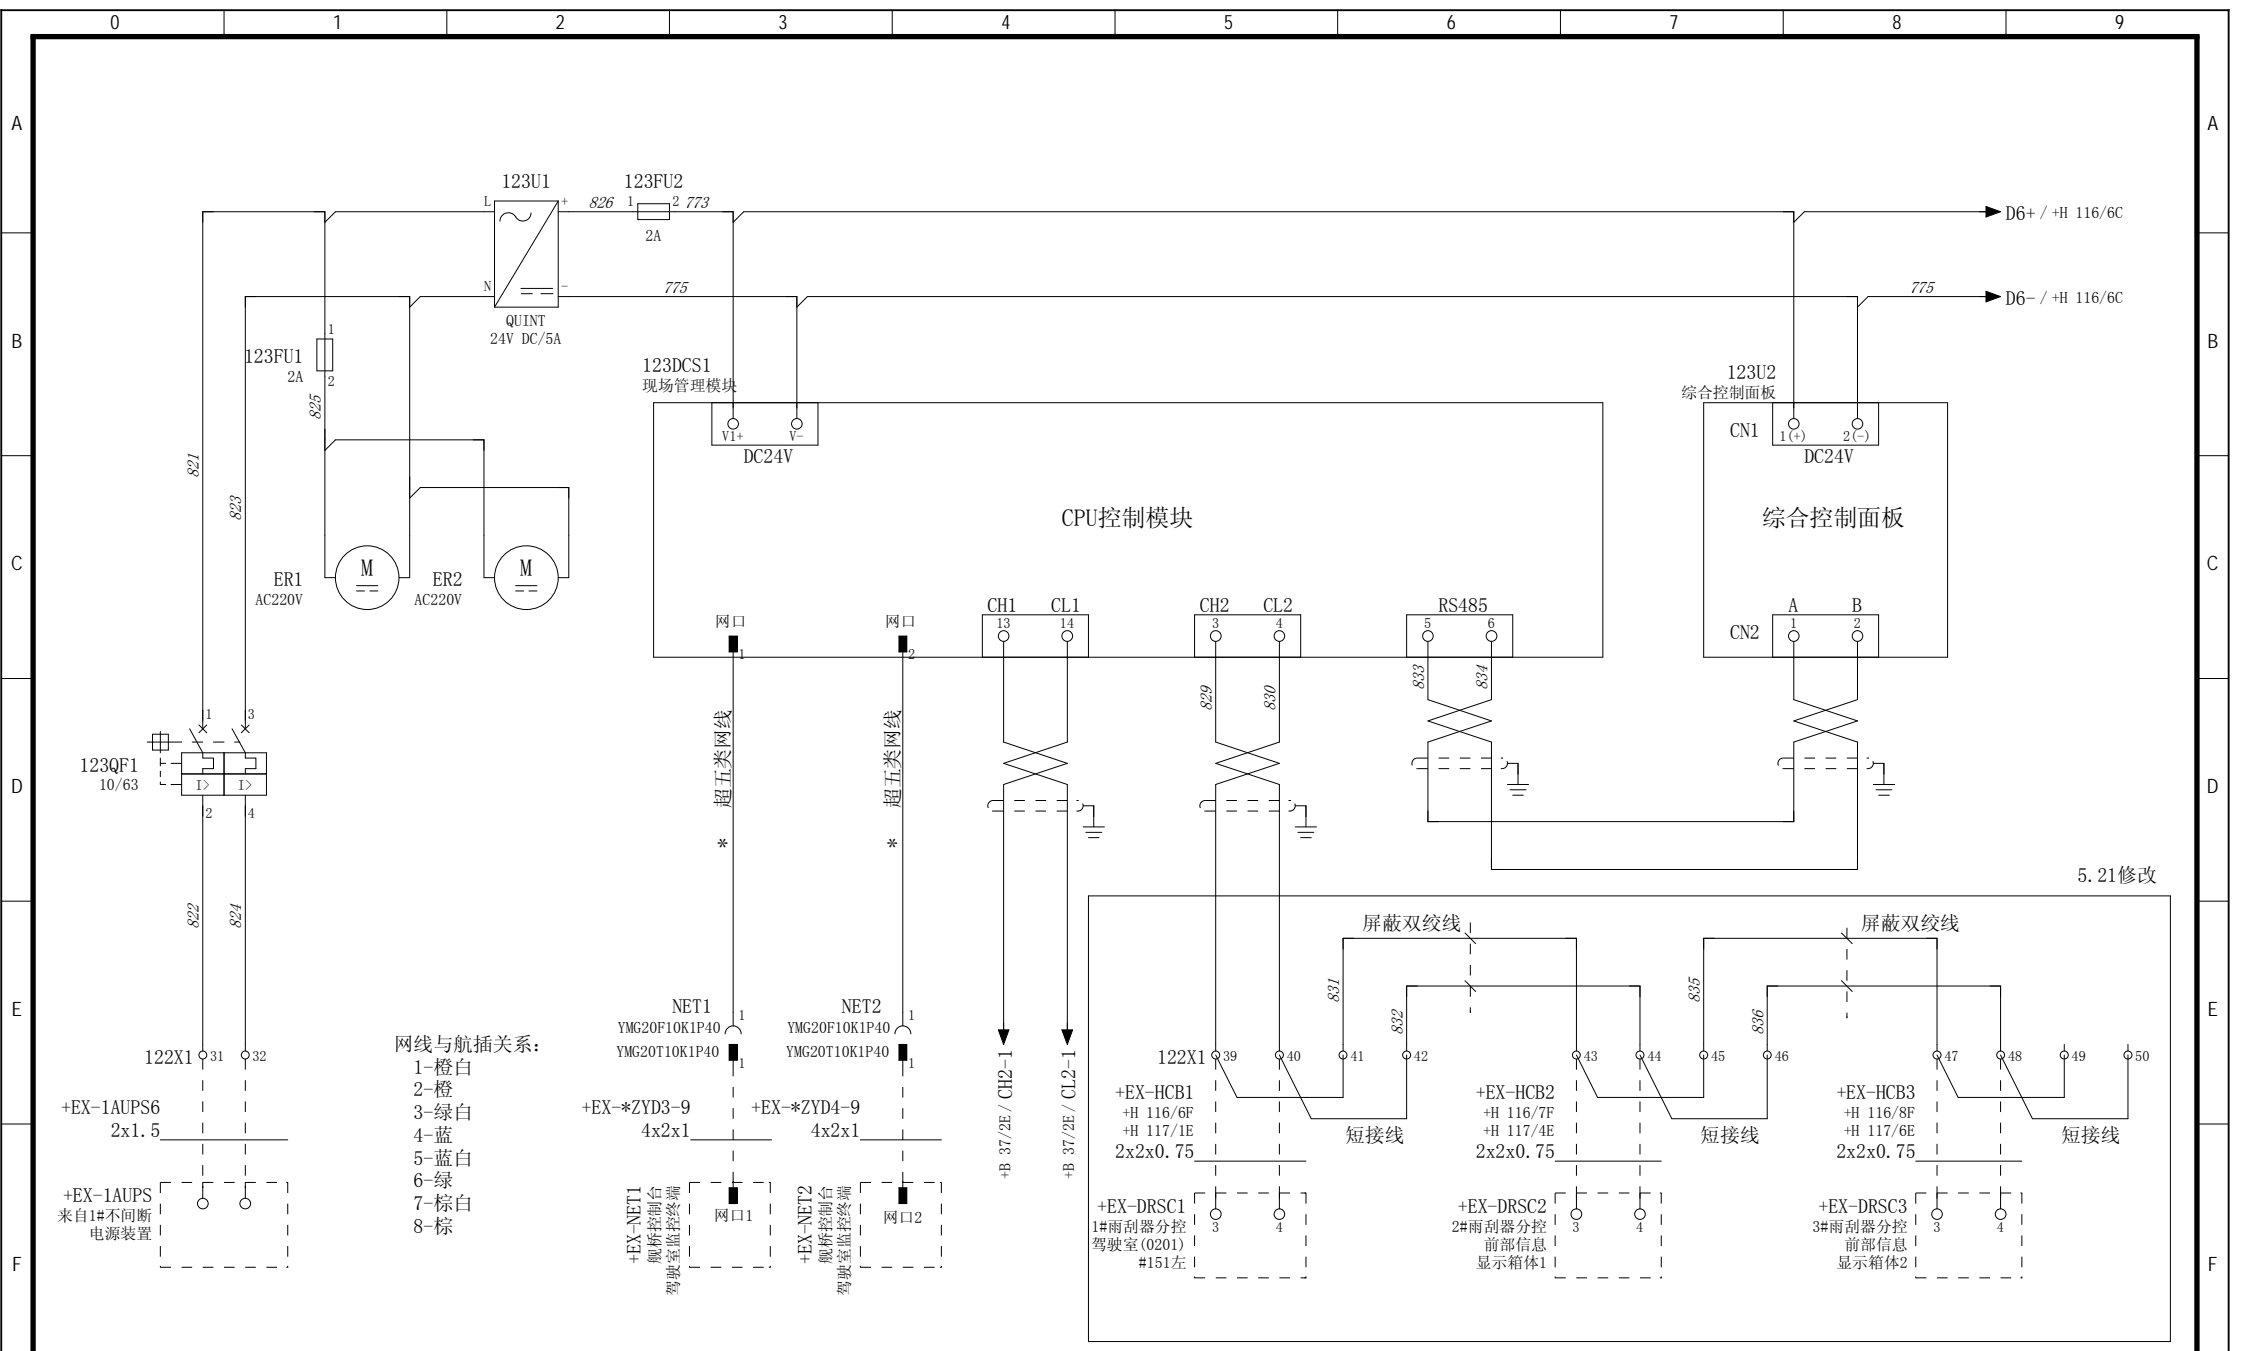 0 1 2 3 4 5 6 7 8 9
A A
123U1
123FU2
L + 826 1 2 773
2A
D6+ / +H 116/6C
N - 775 775
D6- / +H 116/6C
QUINT
24V DC/5A
B B
1
123FU1
2A
2
825
123DCS1
现场管理模块
V1+ V-
DC24V
123U2
综合控制面板
CN1 1(+) 2(-)
DC24V
821
823
CPU控制模块
综合控制面板
C C
ER1
AC220V
M
ER2
AC220V
M
网口
1
网口
2
CH1 CL1
13 14
CH2 CL2
3 4
RS485
5 6
A B
CN2 1 2
829 830 833 834
1 3
123QF1
10/63
I> I>
2 4
超五类网线
*
超五类网线
*
D D
5.21修改
822 824
屏蔽双绞线 屏蔽双绞线
831 832 835 836
E E
NET1
YMG20F10K1P40 1
YMG20T10K1P40 1
NET2
YMG20F10K1P40 1
YMG20T10K1P40 1
122X1 31 32
网线与航插关系:
1-橙白
2-橙
3-绿白
4-蓝
5-蓝白
6-绿
7-棕白
8-棕
+B 37/2E / CH2-1
+B 37/2E / CL2-1
122X1 39 40 41 42 43 44 45 46 47 48 49 50
+EX-1AUPS6
2x1.5
+EX-*ZYD3-9
4x2x1
+EX-*ZYD4-9
4x2x1
+EX-HCB1
+H 116/6F
+H 117/1E
2x2x0.75
短接线
+EX-HCB2
+H 116/7F
+H 117/4E
2x2x0.75
短接线
+EX-HCB3
+H 116/8F
+H 117/6E
2x2x0.75
短接线
+EX-1AUPS
来自1#不间断
电源装置
+EX-NET1
舰桥控制台
驾驶室监控终端
网口1
+EX-NET2
舰桥控制台
驾驶室监控终端
网口2
+EX-DRSC1
1#雨刮器分控
驾驶室(0201)
#151左
3 4
+EX-DRSC2
2#雨刮器分控
前部信息
显示箱体1
3 4
+EX-DRSC3
3#雨刮器分控
前部信息
显示箱体2
3 4
F F